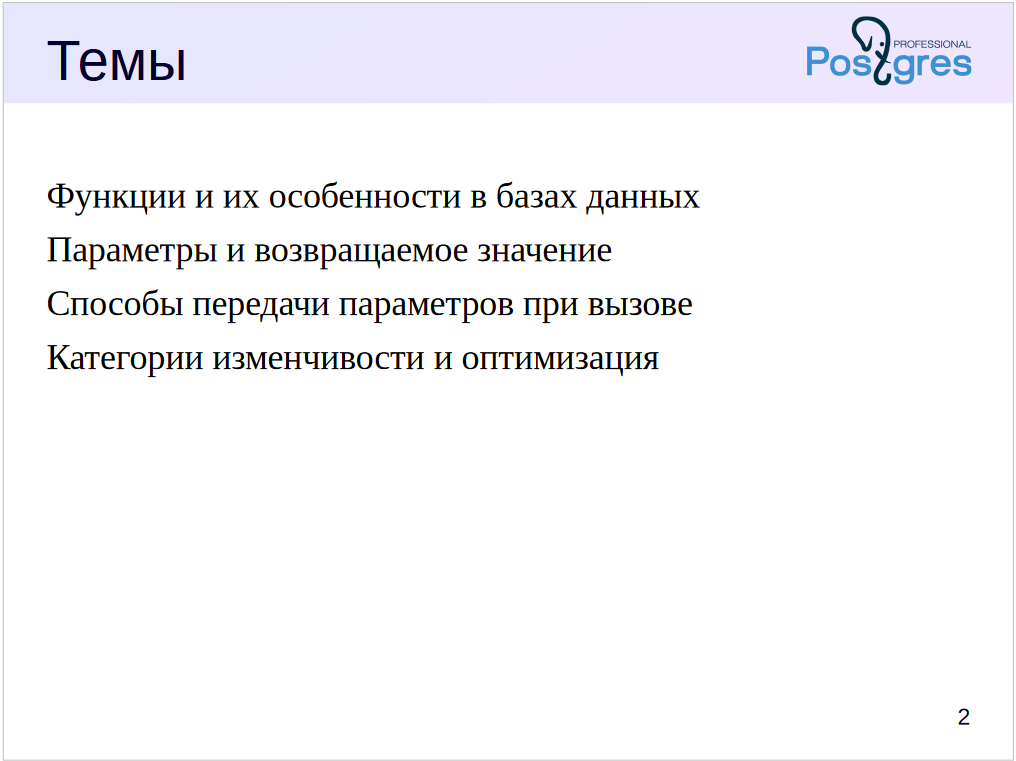 Темы
PROFESSIONAL
Postgres
Функции и их особенности в базах данных
Параметры и возвращаемое значение
Способы передачи параметров при вызове
Категории изменчивости и оптимизация
2